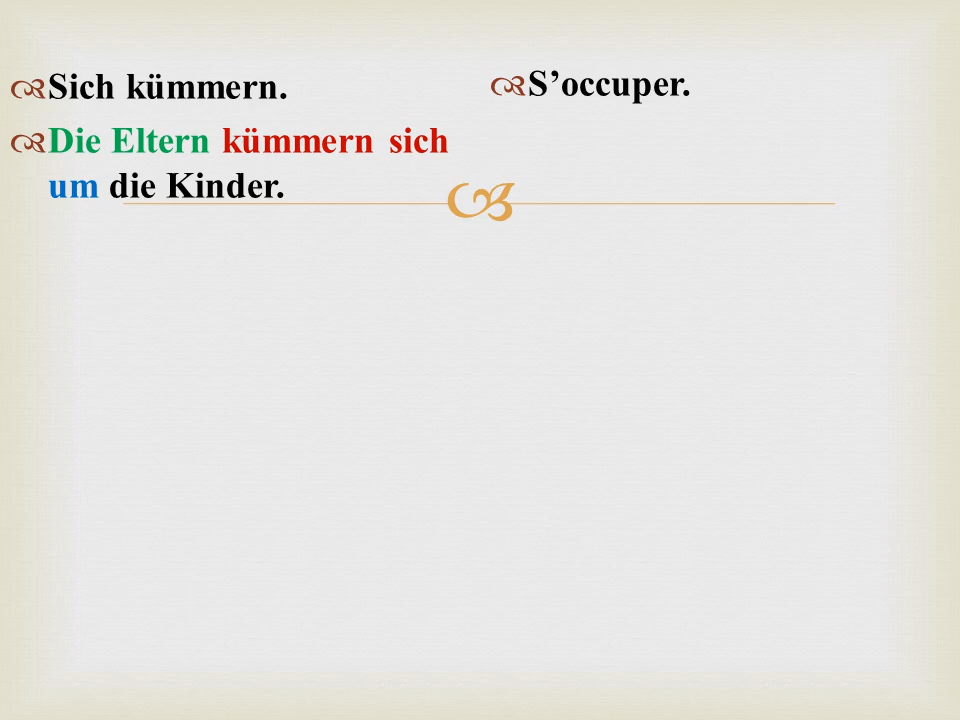 Sich kümmern.
Die Eltern kümmern sich
um die Kinder.
S’occuper.